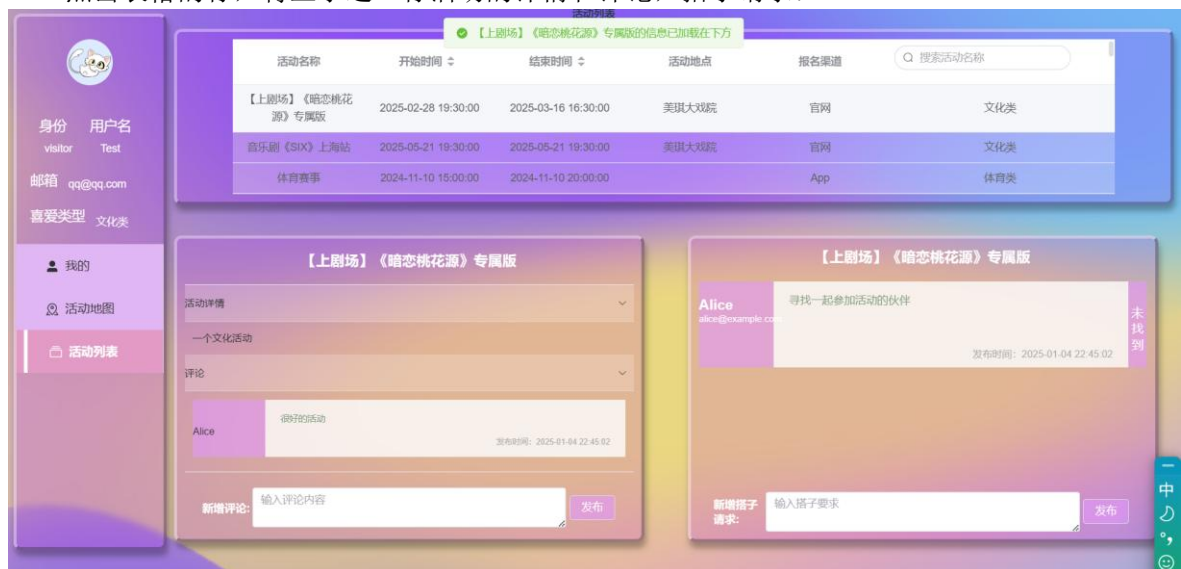 活动列表
【上剧场】《暗恋桃花源》专属版的信息已加载在下方
活动名称 开始时间 结束时间 活动地点 报名渠道 搜索活动名称
【上剧场】《暗恋桃花源》专属版 2025-02-28 19:30:00 2025-03-16 16:30:00 美琪大戏院 官网 文化类
音乐剧《SIX》上海站 2025-05-21 19:30:00 2025-05-21 19:30:00 美琪大戏院 官网 文化类
体育赛事 2024-11-10 15:00:00 2024-11-10 20:00:00 App 体育类
身份 用户名
visitor Test
邮箱 qq@qq.com
喜爱类型 文化类
我的
活动地图
活动列表
【上剧场】《暗恋桃花源》专属版
活动详情
一个文化活动
评论
Alice
很好的活动
发布时间：2025-01-04 22:45:02
新增评论:
输入评论内容
发布
【上剧场】《暗恋桃花源》专属版
Alice
alice@example.com
寻找一起参加活动的伙伴
发布时间：2025-01-04 22:45:02
未找到
新增搭子
请求:
输入搭子要求
发布
中